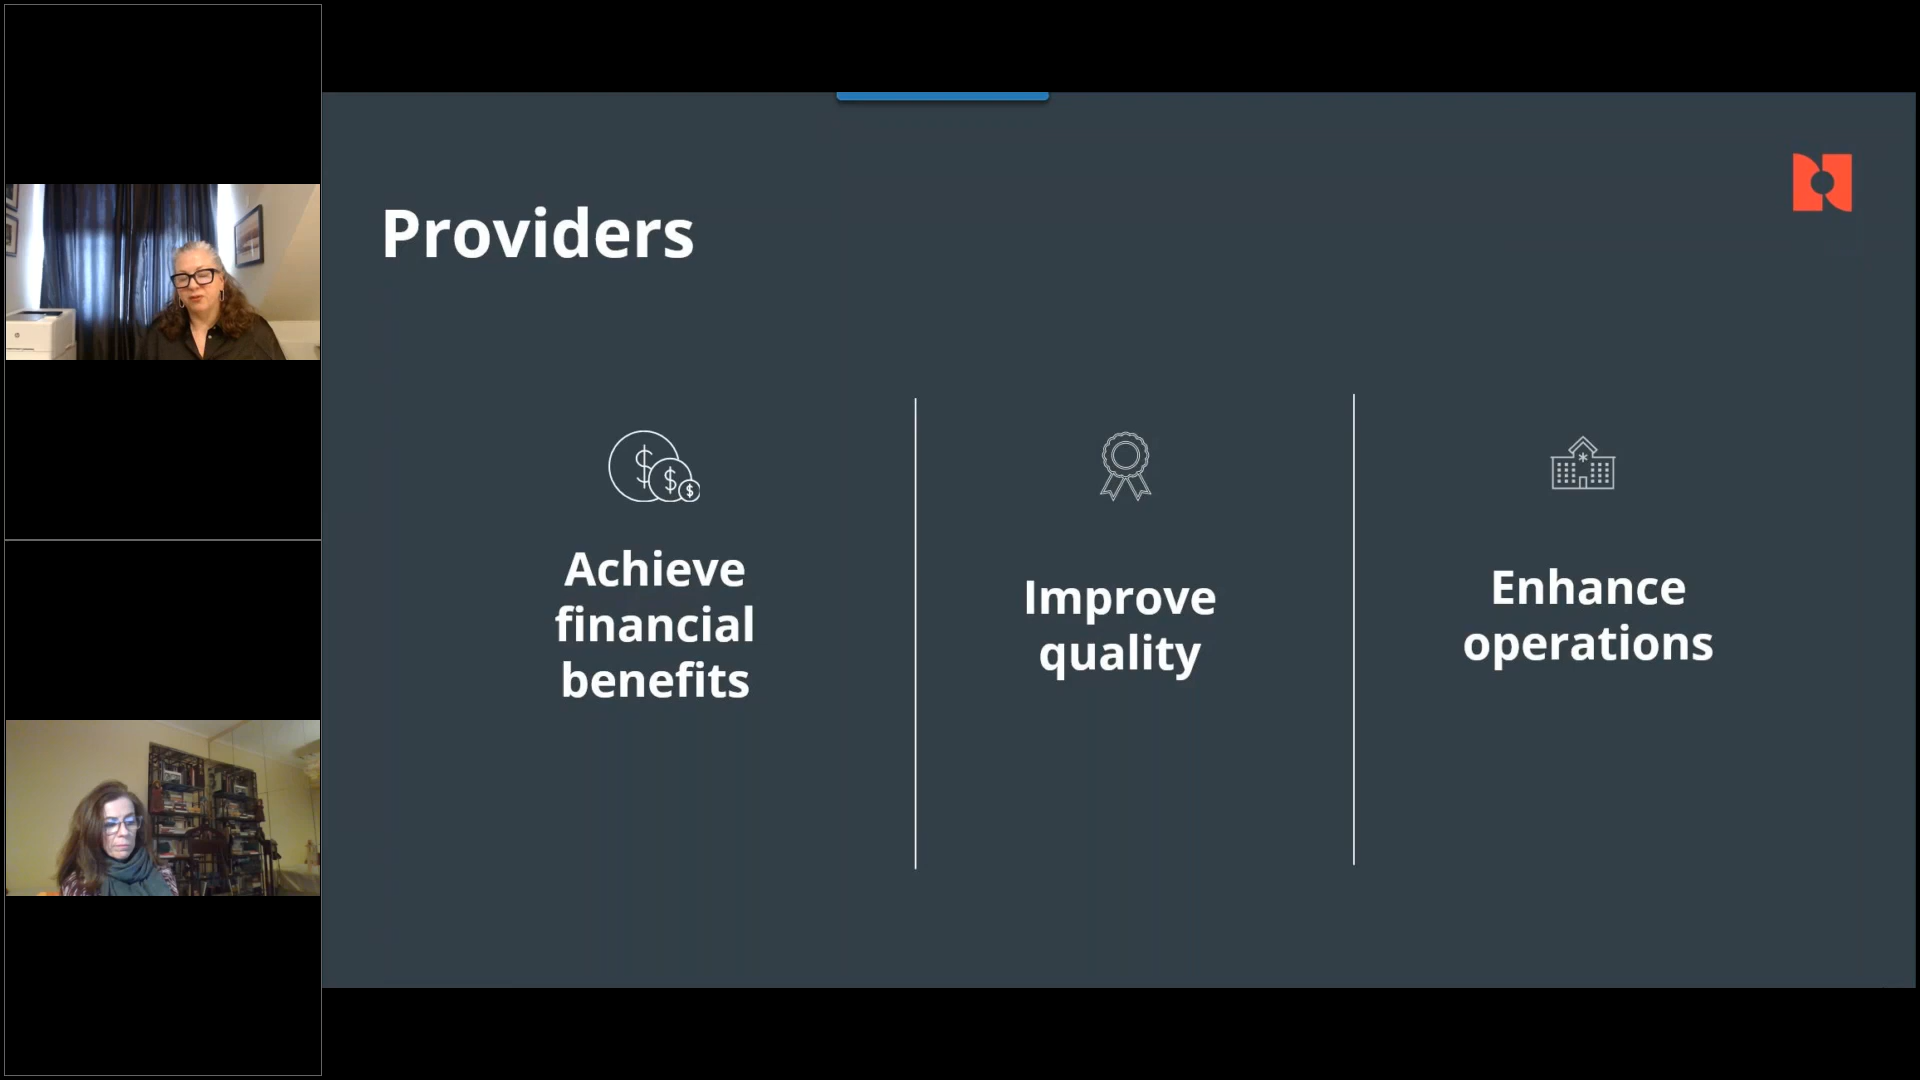 Providers
Achieve
financial
benefits
Improve
quality
Enhance
operations